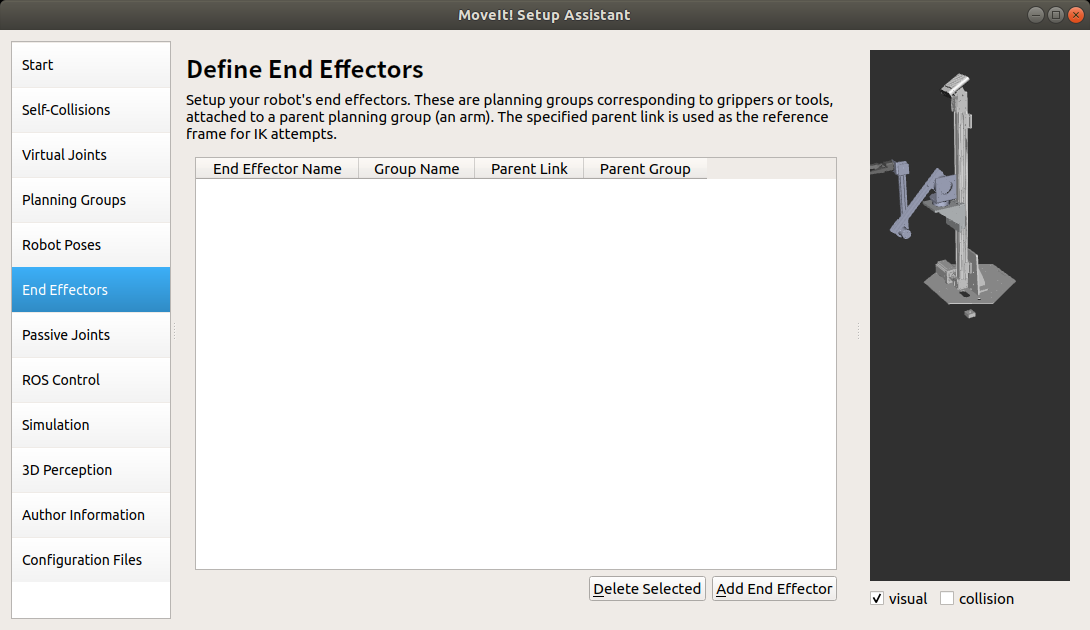 MoveIt! Setup Assistant
Start
Self-Collisions
Virtual Joints
Planning Groups
Robot Poses
End Effectors
Passive Joints
ROS Control
Simulation
3D Perception
Author Information
Configuration Files
Define End Effectors
Setup your robot's end effectors. These are planning groups corresponding to grippers or tools,
attached to a parent planning group (an arm). The specified parent link is used as the reference
frame for IK attempts.
End Effector Name Group Name Parent Link Parent Group
Delete Selected Add End Effector
visual collision